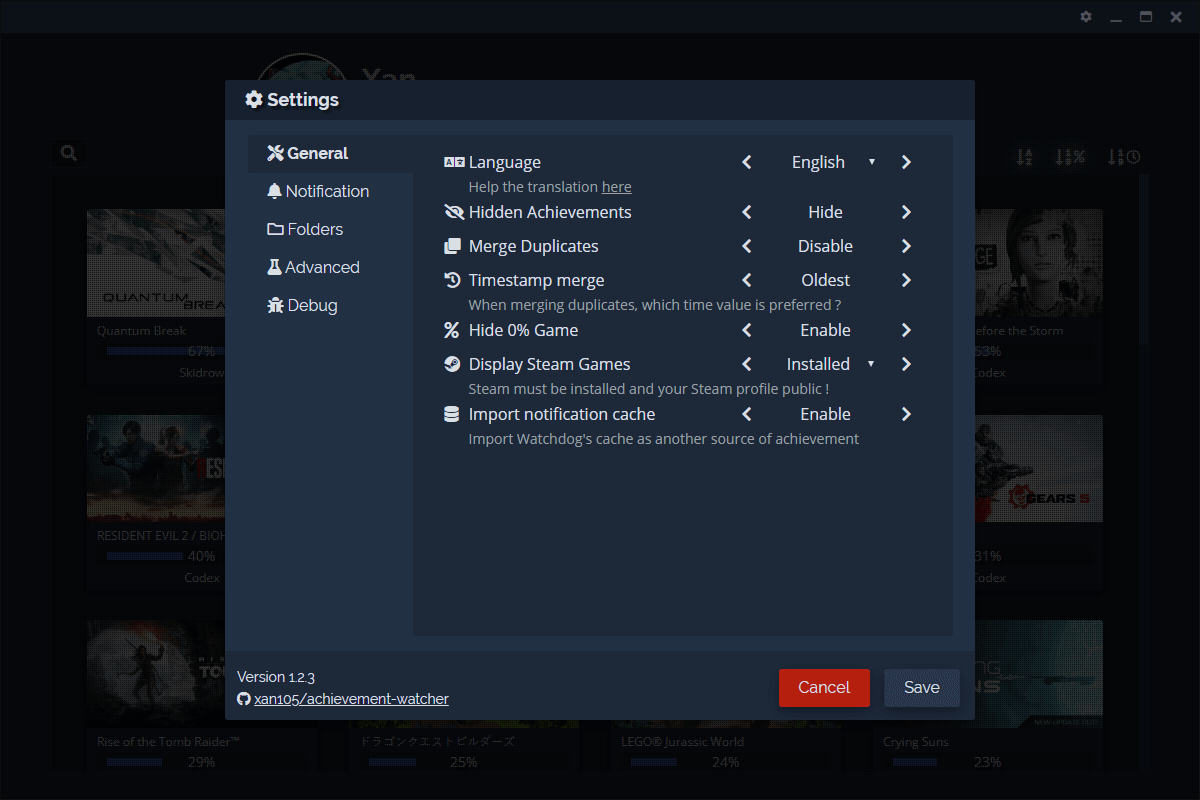 Xan
Settings
General
Notification
Folders
Advanced
Debug
Language
English
Help the translation here
Hidden Achievements
Hide
Merge Duplicates
Disable
Timestamp merge
Oldest
When merging duplicates, which time value is preferred ?
Hide 0% Game
Enable
Display Steam Games
Installed
Steam must be installed and your Steam profile public !
Import notification cache
Enable
Import Watchdog's cache as another source of achievement
Version 1.2.3
xan105/achievement-watcher
Cancel
Save
QUANTUM BREA
Quantum Break
67%
Skidrow
efore the Storm
53%
Codex
RESIDENT EVIL 2 / BIOH
40%
Codex
GEARS 5
31%
Codex
Rise of the Tomb Raider™
29%
ドラゴンクエストビルダーズ
25%
LEGO® Jurassic World
24%
NEW UPDATE OUT!
Crying Suns
23%